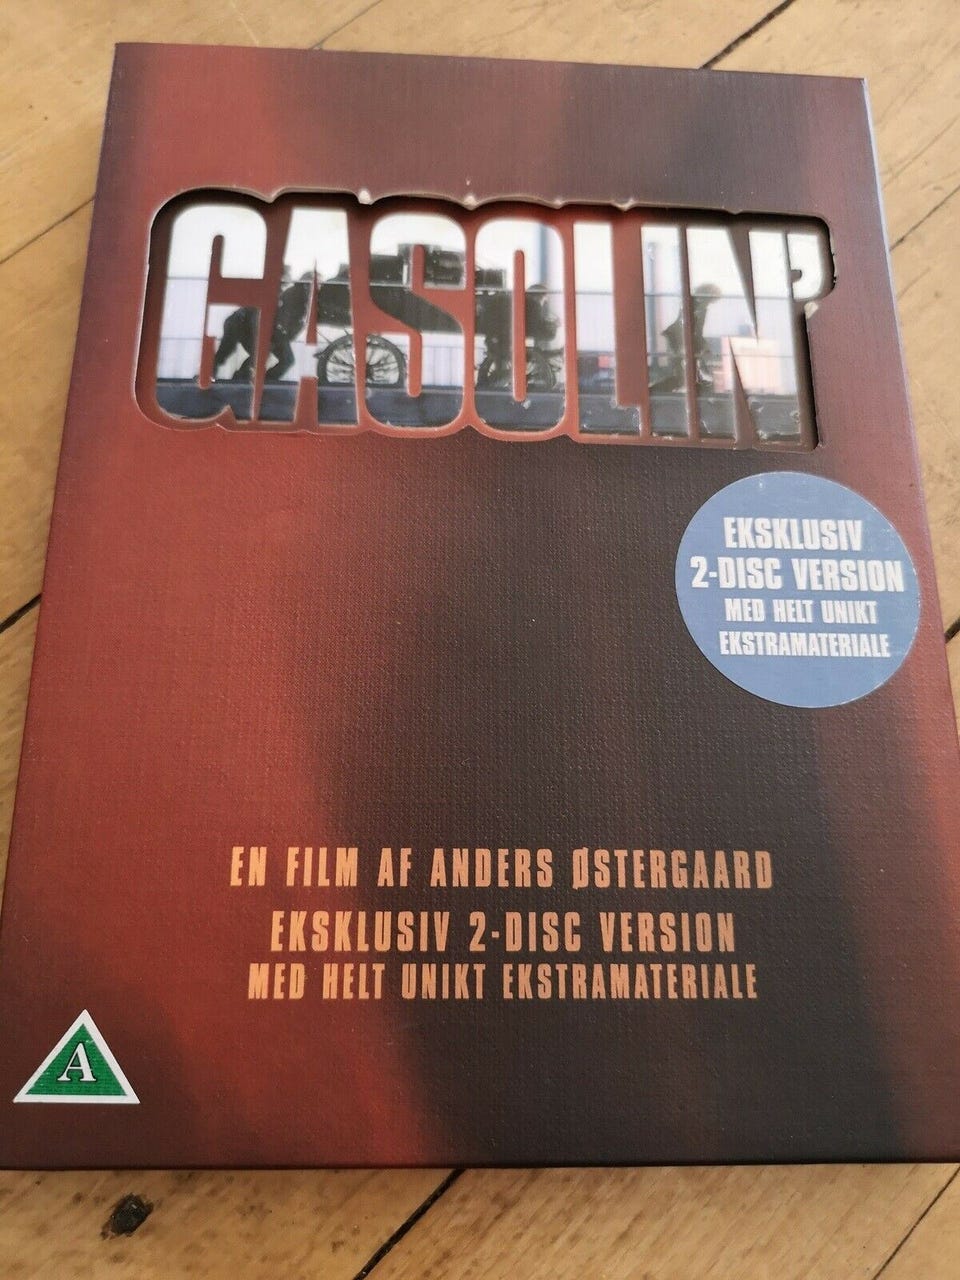 GASOLIN'
EKSKLUSIV
2-DISC VERSION
MED HELT UNIKT
EKSTRAMATERIALE
EN FILM AF ANDERS ØSTERGAARD
EKSKLUSIV 2-DISC VERSION
MED HELT UNIKT EKSTRAMATERIALE
A